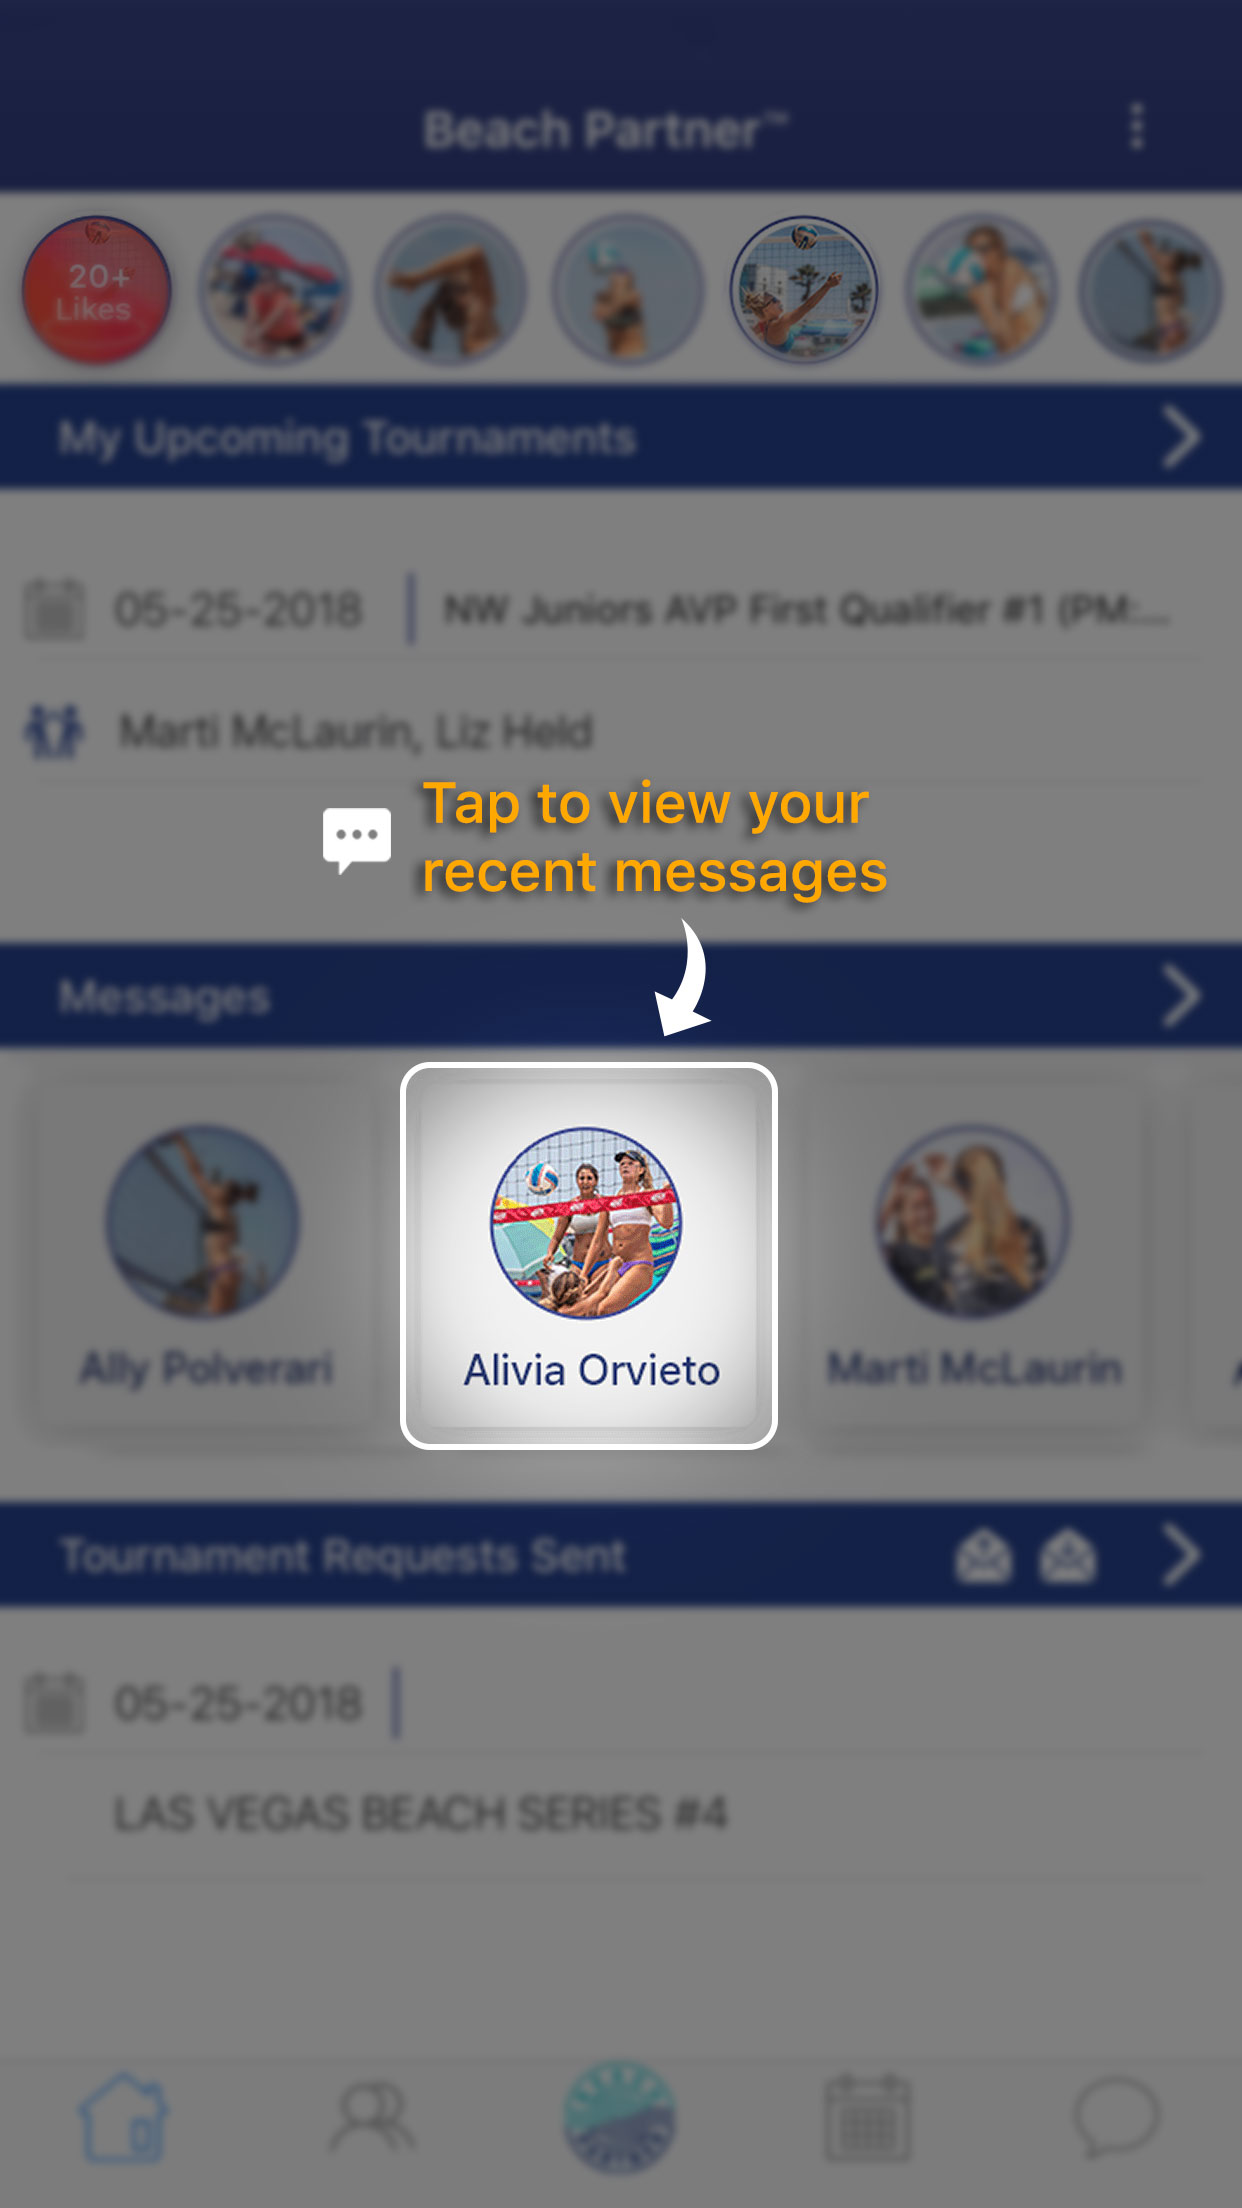 Beach Partner™
20+
Likes
My Upcoming Tournaments
05-25-2018
NW Juniors AVP First Qualifier #1 (PM:...
Marti McLaurin, Liz Held
Tap to view your
recent messages
Messages
Ally Polverari
Alivia Orvieto
Marti McLaurin
Tournament Requests Sent
05-25-2018
LAS VEGAS BEACH SERIES #4